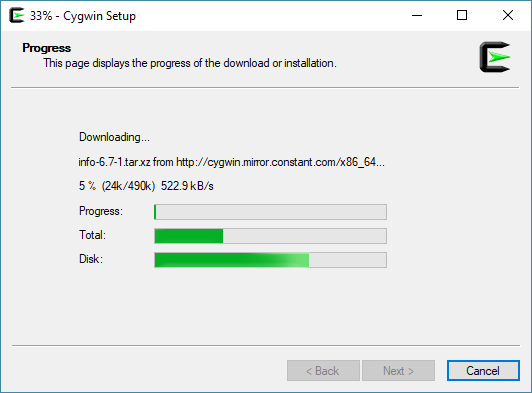 33% - Cygwin Setup
Progress
This page displays the progress of the download or installation.
Downloading...
info-6.7-1.tar.xz from http://cygwin.mirror.constant.com/x86_64...
5 % (24k/490k) 522.9 kB/s
Progress:
Total:
Disk:
< Back Next > Cancel